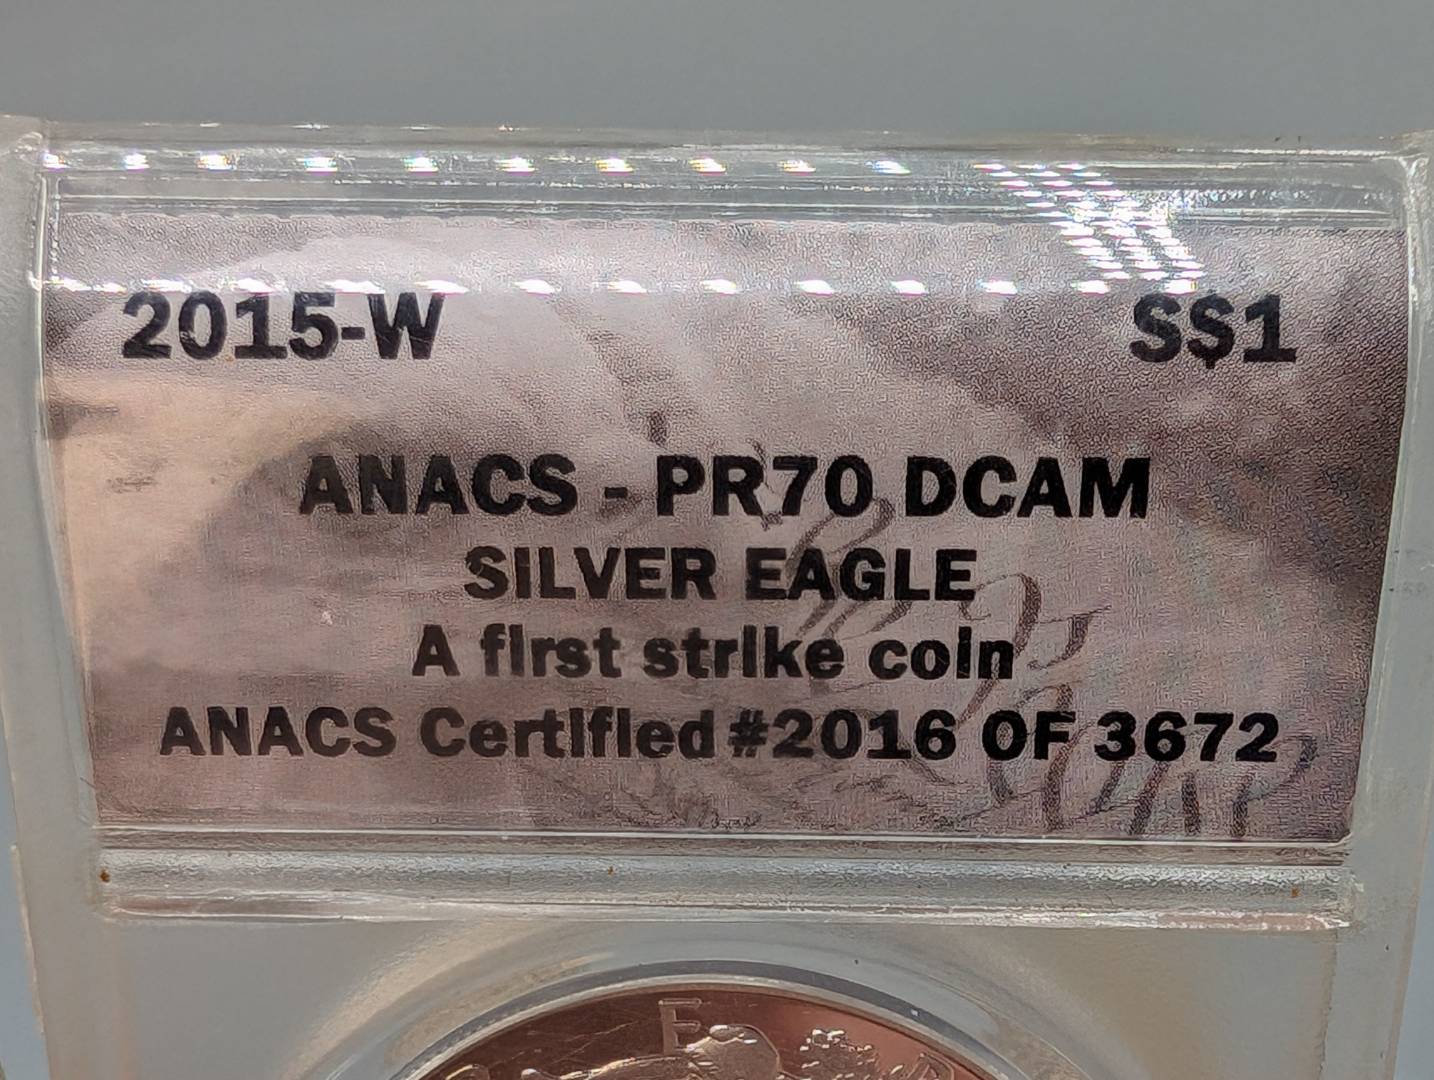 2015-W S$1
ANACS - PR70 DCAM
SILVER EAGLE
A first strike coin
ANACS Certified #2016 OF 3672
E